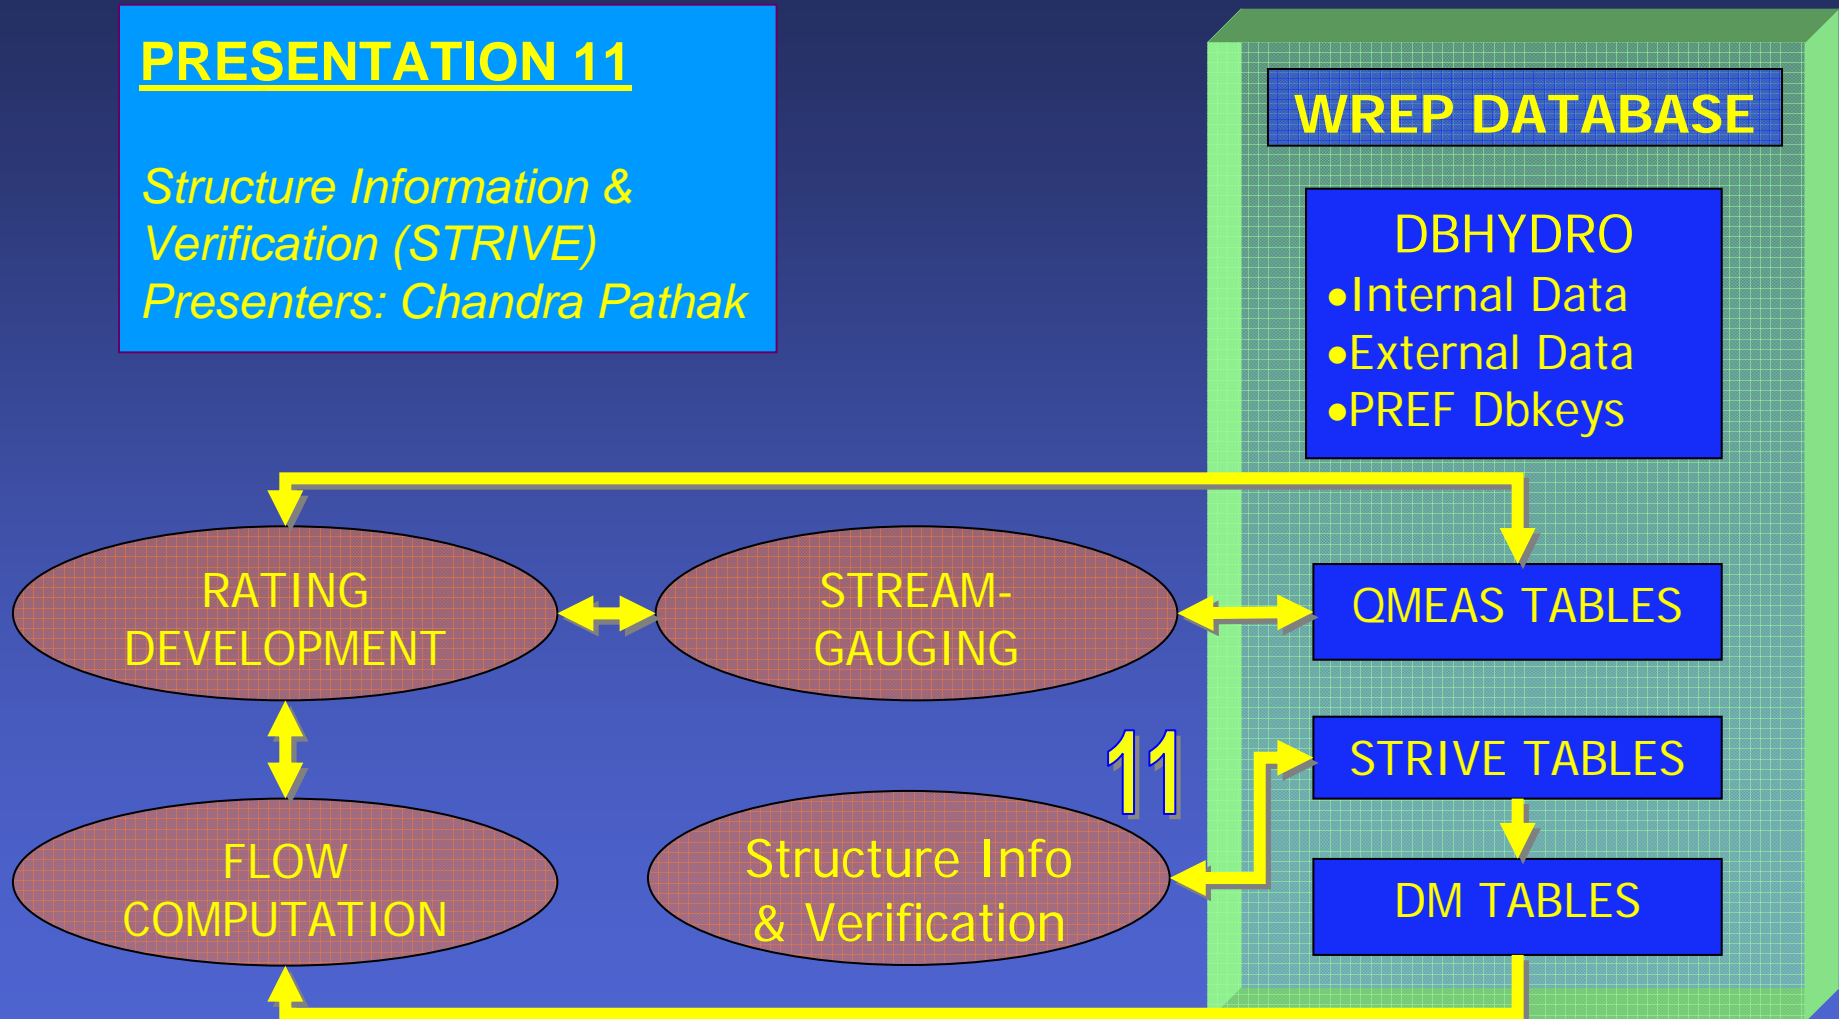 PRESENTATION 11
Structure Information &
Verification (STRIVE)
Presenters: Chandra Pathak
WREP DATABASE
DBHYDRO
•Internal Data
•External Data
•PREF Dbkeys
RATING
DEVELOPMENT
STREAM-
GAUGING
QMEAS TABLES
11
STRIVE TABLES
FLOW
COMPUTATION
Structure Info
& Verification
DM TABLES